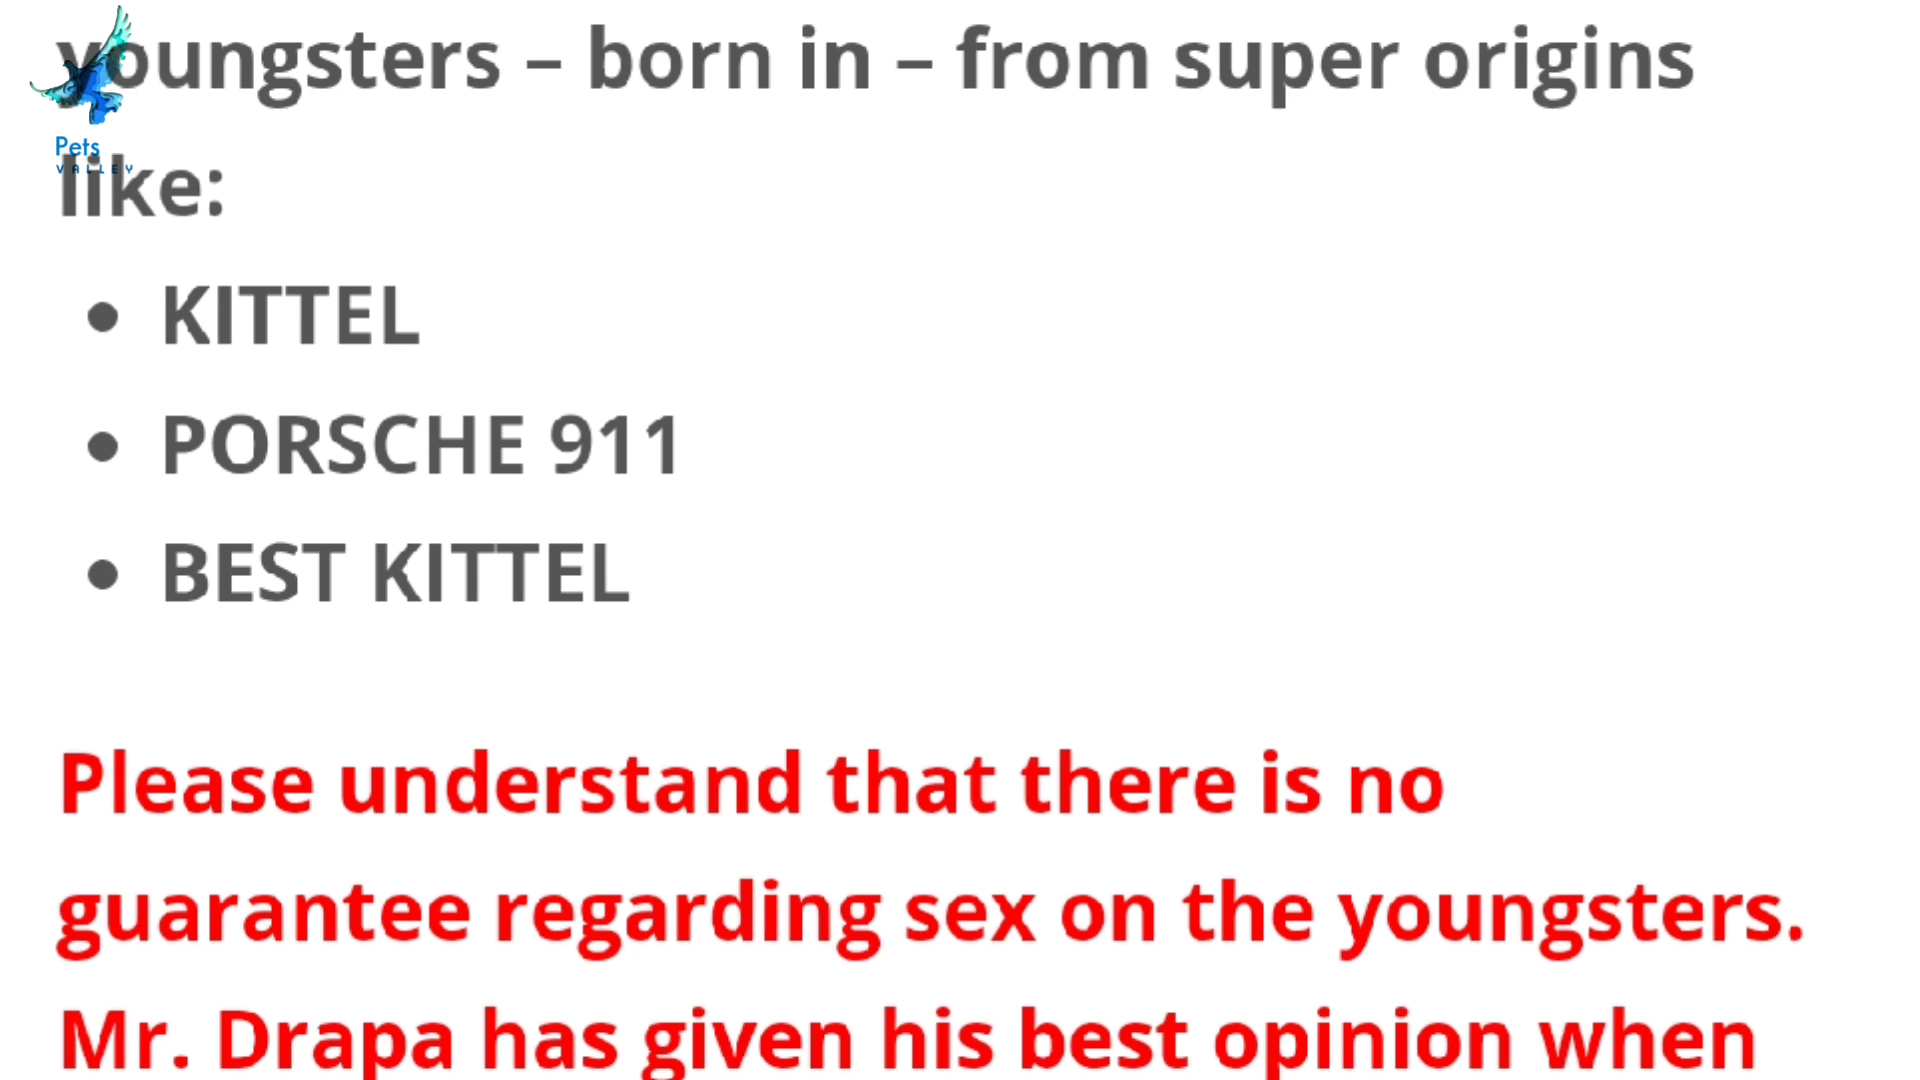 youngsters – born in – from super origins
Pets
VALLEY
like:
• KITTEL
• PORSCHE 911
• BEST KITTEL
Please understand that there is no
guarantee regarding sex on the youngsters.
Mr. Drapa has given his best opinion when